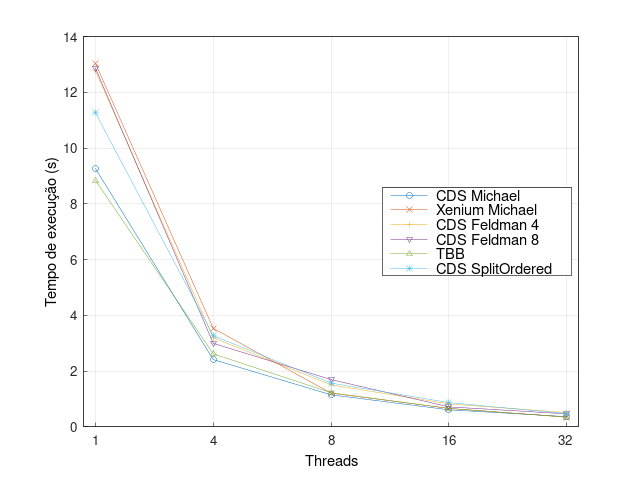 14
12
10
8
6
4
2
0
Tempo de execução (s)
CDS Michael
Xenium Michael
CDS Feldman 4
CDS Feldman 8
TBB
CDS SplitOrdered
1 4 8 16 32
Threads